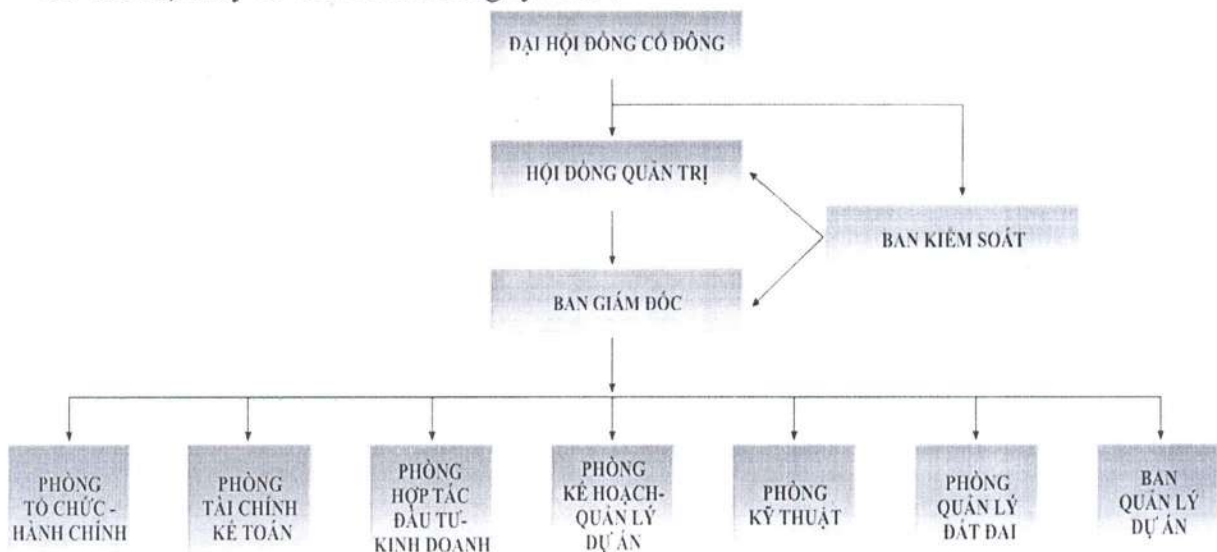 ĐẠI HỘI ĐỒNG CỔ ĐÔNG
HỘI ĐỒNG QUẢN TRỊ
BAN KIỂM SOÁT
BAN GIÁM ĐỐC
PHÒNG
TỔ CHỨC -
HÀNH CHÍNH
PHÒNG
TÀI CHÍNH
KẾ TOÁN
PHÒNG
HỢP TÁC
ĐẦU TƯ-
KINH DOANH
PHÒNG
KẾ HOẠCH-
QUẢN LÝ
DỰ ÁN
PHÒNG
KỸ THUẬT
PHÒNG
QUẢN LÝ
ĐẤT ĐAI
BAN
QUẢN LÝ
DỰ ÁN